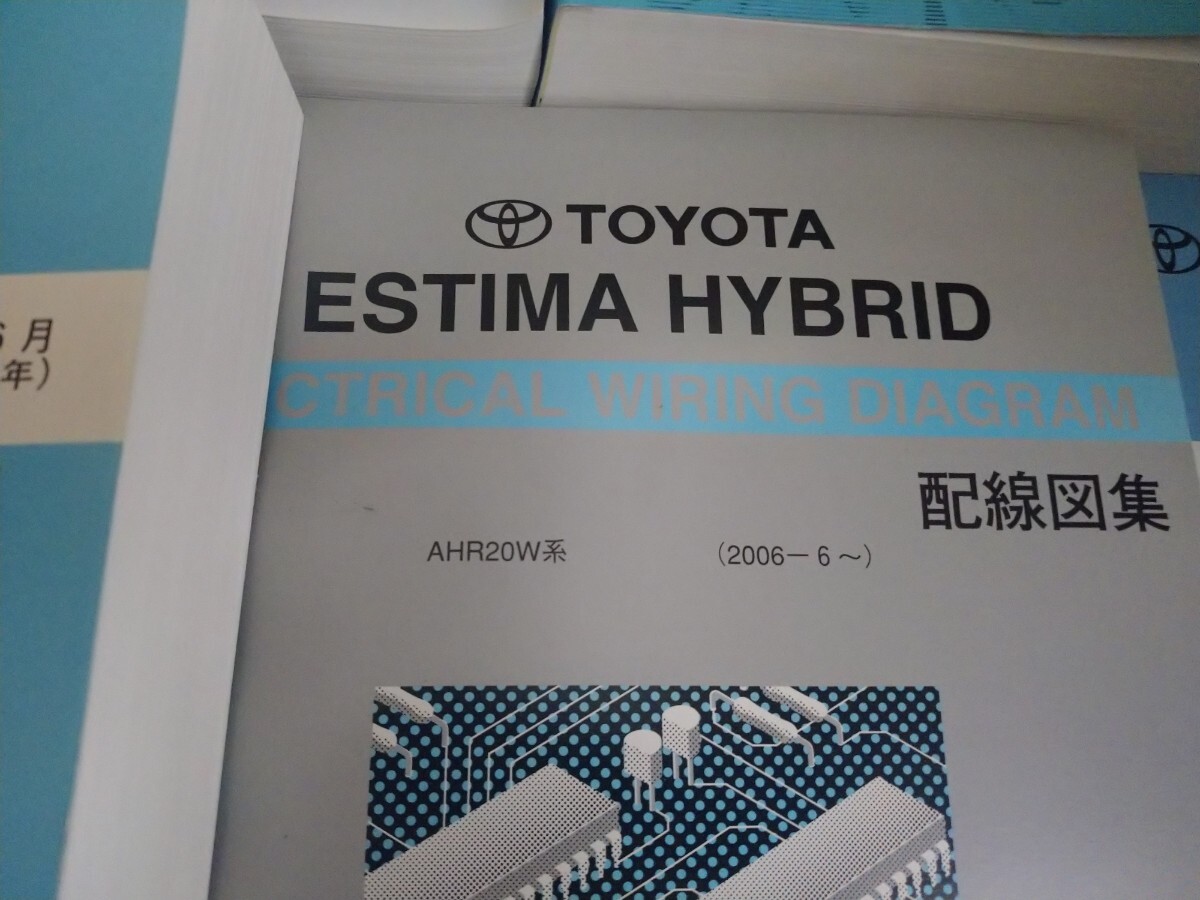 TOYOTA
ESTIMA HYBRID
CTRICAL WIRING DIAGRAM
配線図集
AHR20W系 （2006－6～）
6月
年）